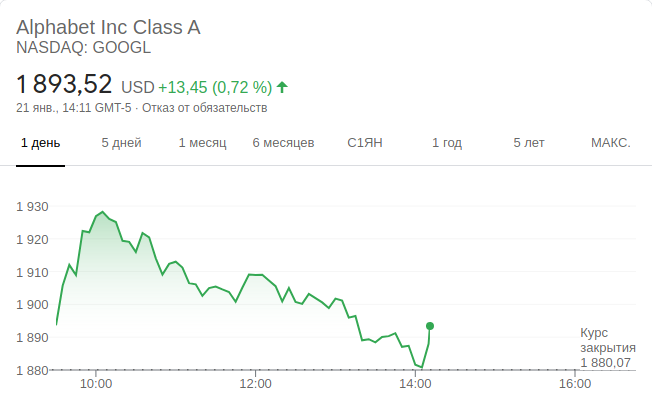 Alphabet Inc Class A
NASDAQ: GOOGL
1 893,52 USD +13,45 (0,72 %)
21 янв., 14:11 GMT-5 · Отказ от обязательств
1 день 5 дней 1 месяц 6 месяцев С1ЯН 1 год 5 лет МАКС.
1 930
1 920
1 910
1 900
1 890
1 880
Курс
закрытия
1 880,07
10:00 12:00 14:00 16:00